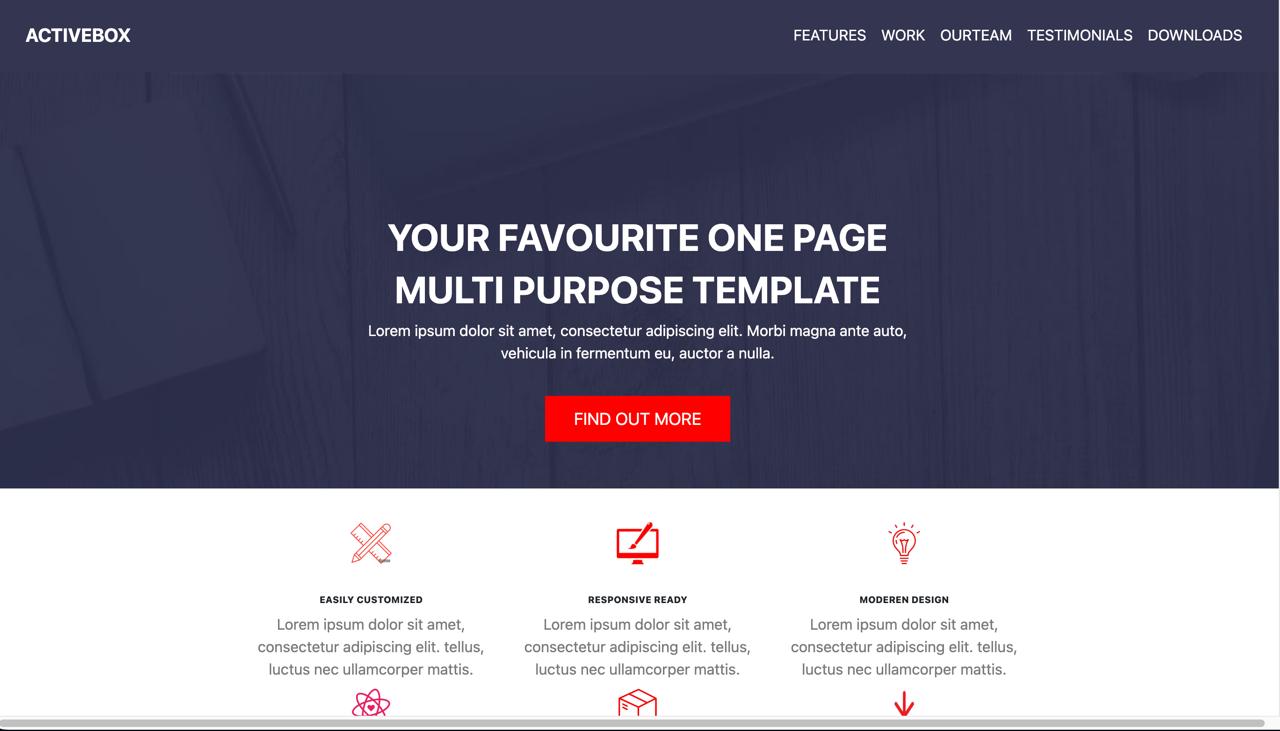 ACTIVEBOX
FEATURES WORK OURTEAM TESTIMONIALS DOWNLOADS
YOUR FAVOURITE ONE PAGE
MULTI PURPOSE TEMPLATE
Lorem ipsum dolor sit amet, consectetur adipiscing elit. Morbi magna ante auto,
vehicula in fermentum eu, auctor a nulla.
FIND OUT MORE
EASILY CUSTOMIZED
Lorem ipsum dolor sit amet,
consectetur adipiscing elit. tellus,
luctus nec ullamcorper mattis.
RESPONSIVE READY
Lorem ipsum dolor sit amet,
consectetur adipiscing elit. tellus,
luctus nec ullamcorper mattis.
MODEREN DESIGN
Lorem ipsum dolor sit amet,
consectetur adipiscing elit. tellus,
luctus nec ullamcorper mattis.